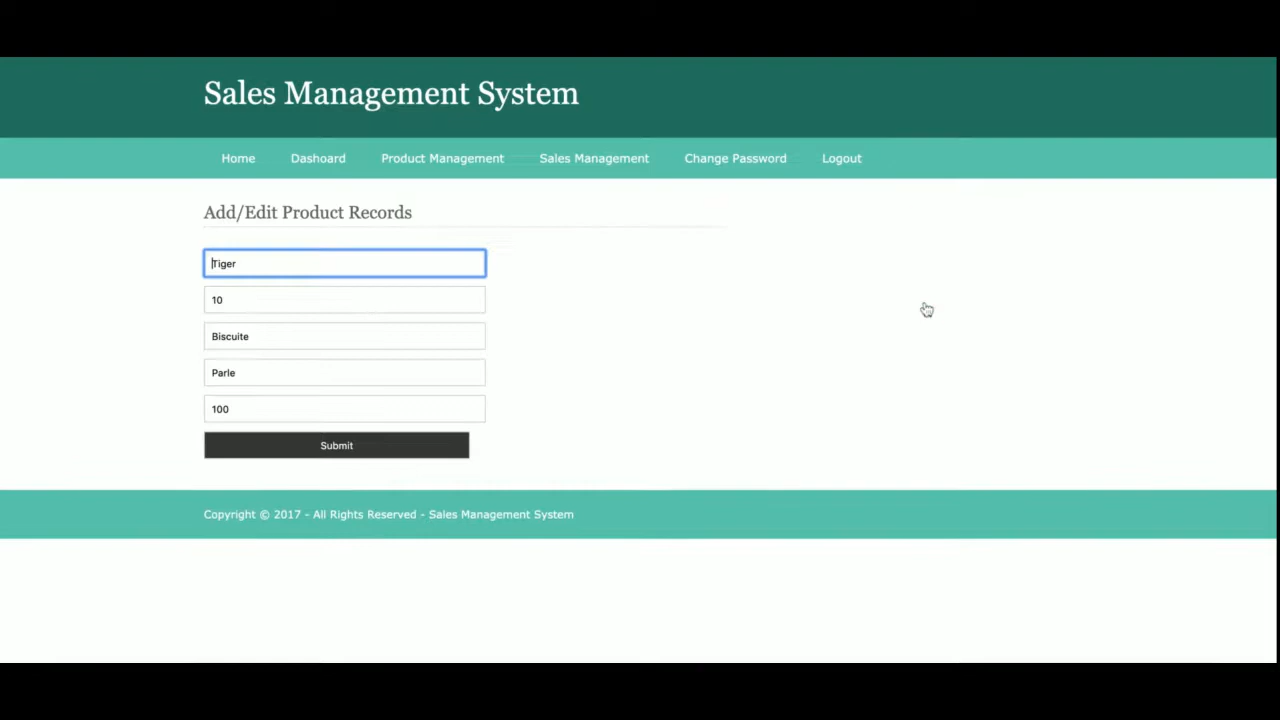 Sales Management System
Home Dashoard Product Management Sales Management Change Password Logout
Add/Edit Product Records
Tiger
10
Biscuite
Parle
100
Submit
Copyright © 2017 - All Rights Reserved - Sales Management System